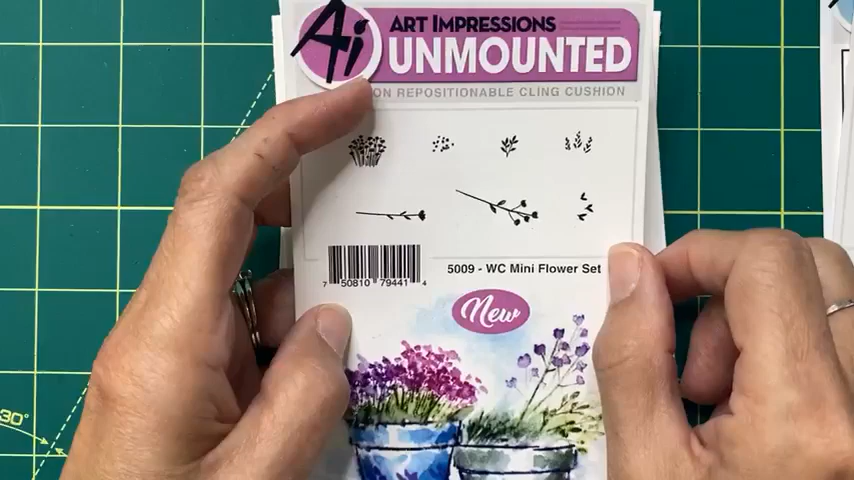 Ai
ART IMPRESSIONS
UNMOUNTED
ON REPOSITIONABLE CLING CUSHION
7 50810 79441 4
5009 - WC Mini Flower Set
New
30°